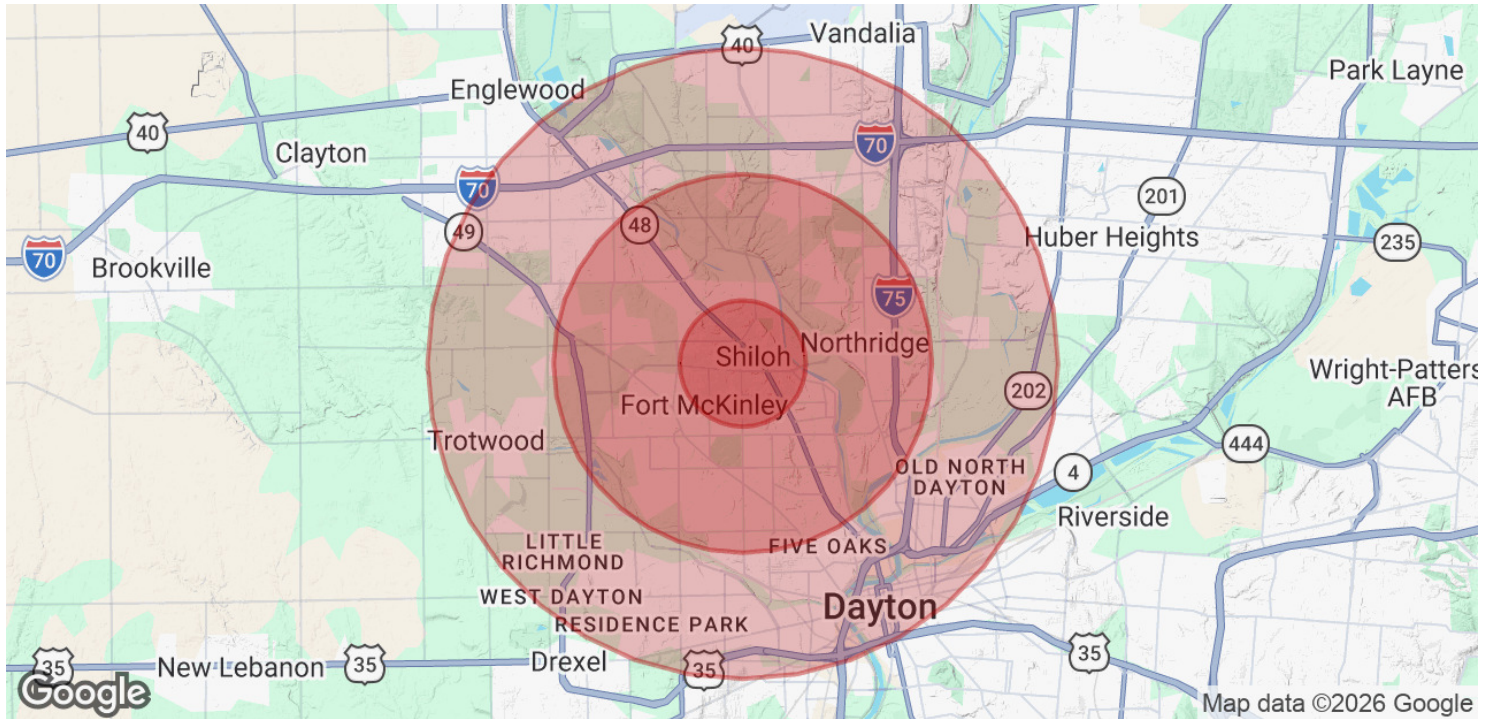 40
Vandalia
Park Layne
Englewood
40
Clayton
70
70
201
49
48
Huber Heights
235
70
Brookville
75
Shiloh
Northridge
Wright-Patters
AFB
202
Fort McKinley
Trotwood
444
4
OLD NORTH
DAYTON
Riverside
LITTLE
RICHMOND
FIVE OAKS
WEST DAYTON
Dayton
RESIDENCE PARK
35
New Lebanon
35
Drexel
35
35
Google
Map data ©2026 Google